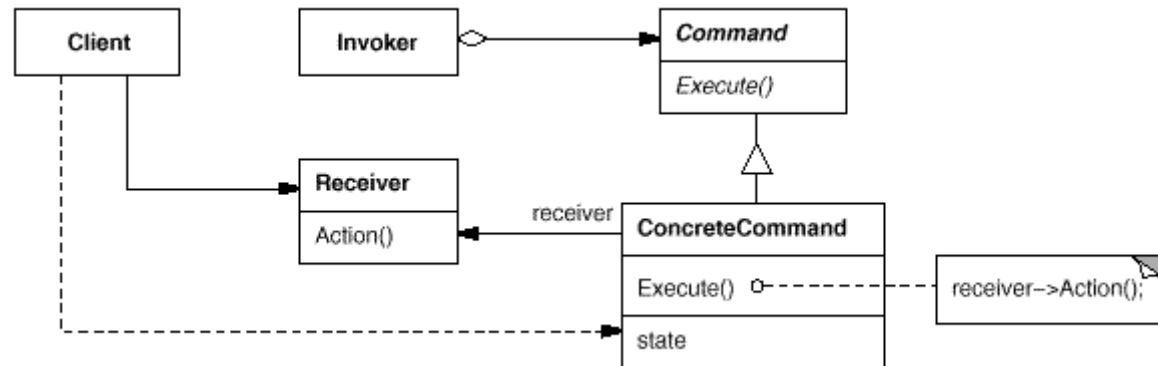 Client
Invoker
Command
Execute()
Receiver
Action()
receiver
ConcreteCommand
Execute()
receiver->Action();
state